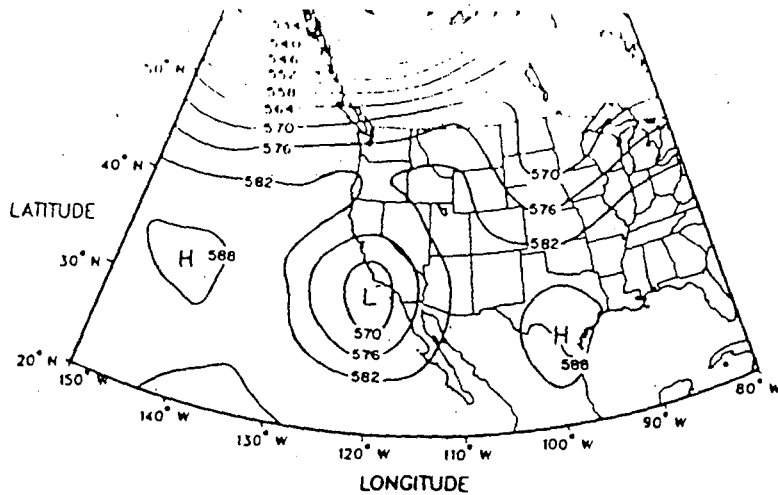 534
540
546
552
558
564
570
576
582
50° N
40° N
LATITUDE
30° N
20° N
H
588
L
570
576
582
570
576
582
H
588
150° W
140° W
130° W
120° W
110° W
100° W
90° W
80° W
LONGITUDE